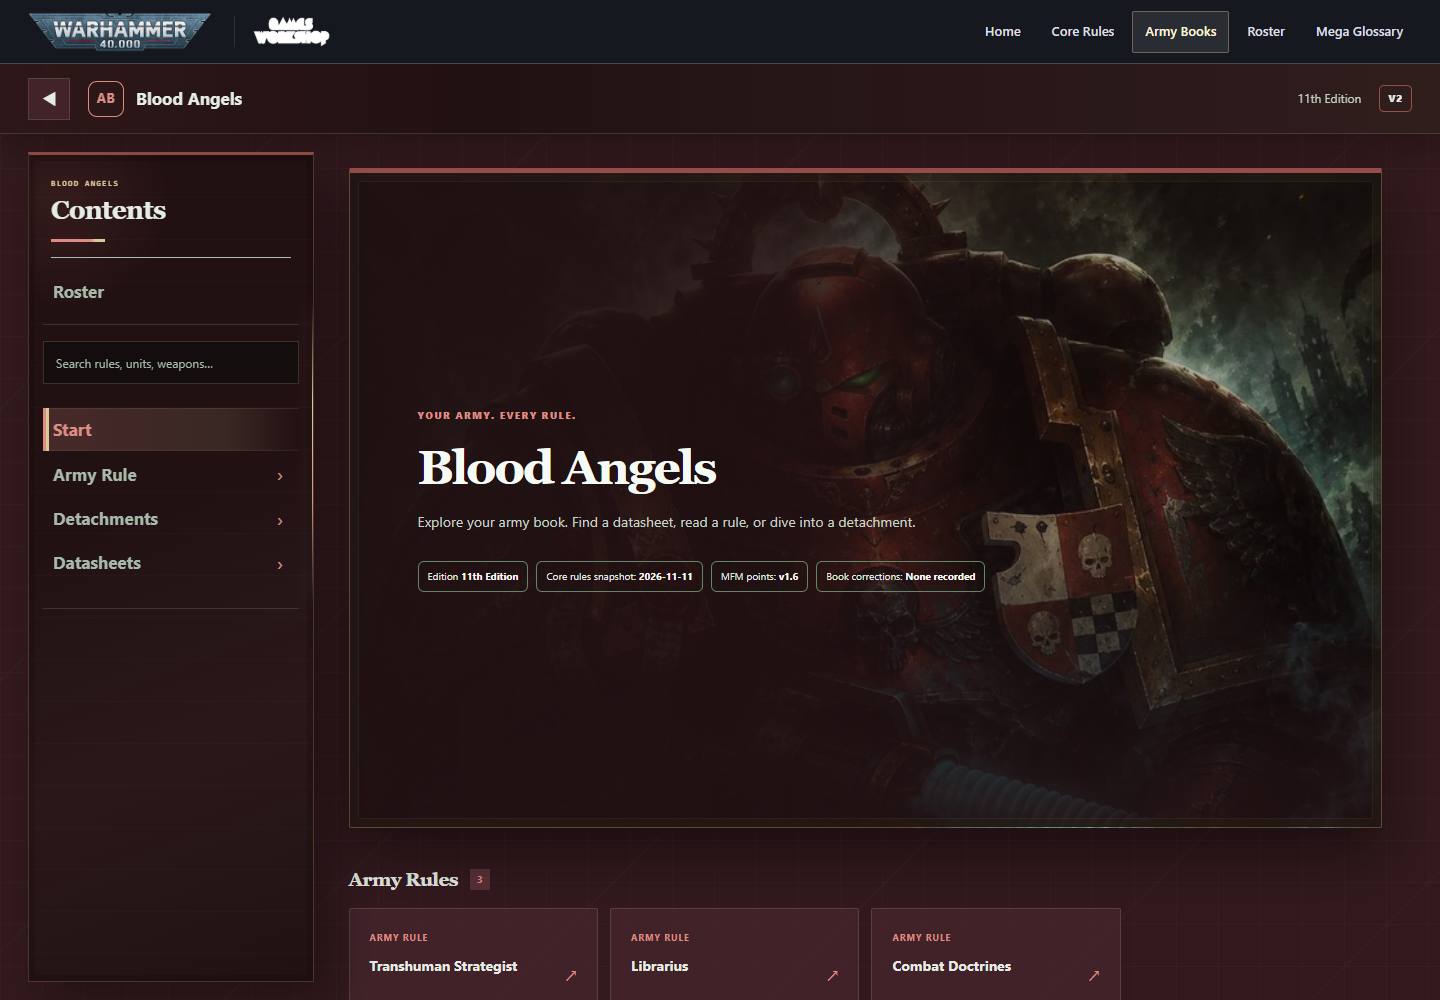 WARHAMMER
40,000
GAMES
WORKSHOP
Home
Core Rules
Army Books
Roster
Mega Glossary
AB
Blood Angels
11th Edition
V2
BLOOD ANGELS
Contents
Roster
Search rules, units, weapons...
Start
Army Rule
Detachments
Datasheets
YOUR ARMY. EVERY RULE.
Blood Angels
Explore your army book. Find a datasheet, read a rule, or dive into a detachment.
Edition 11th Edition
Core rules snapshot: 2026-11-11
MFM points: v1.6
Book corrections: None recorded
Army Rules 3
ARMY RULE
Transhuman Strategist
ARMY RULE
Librarius
ARMY RULE
Combat Doctrines